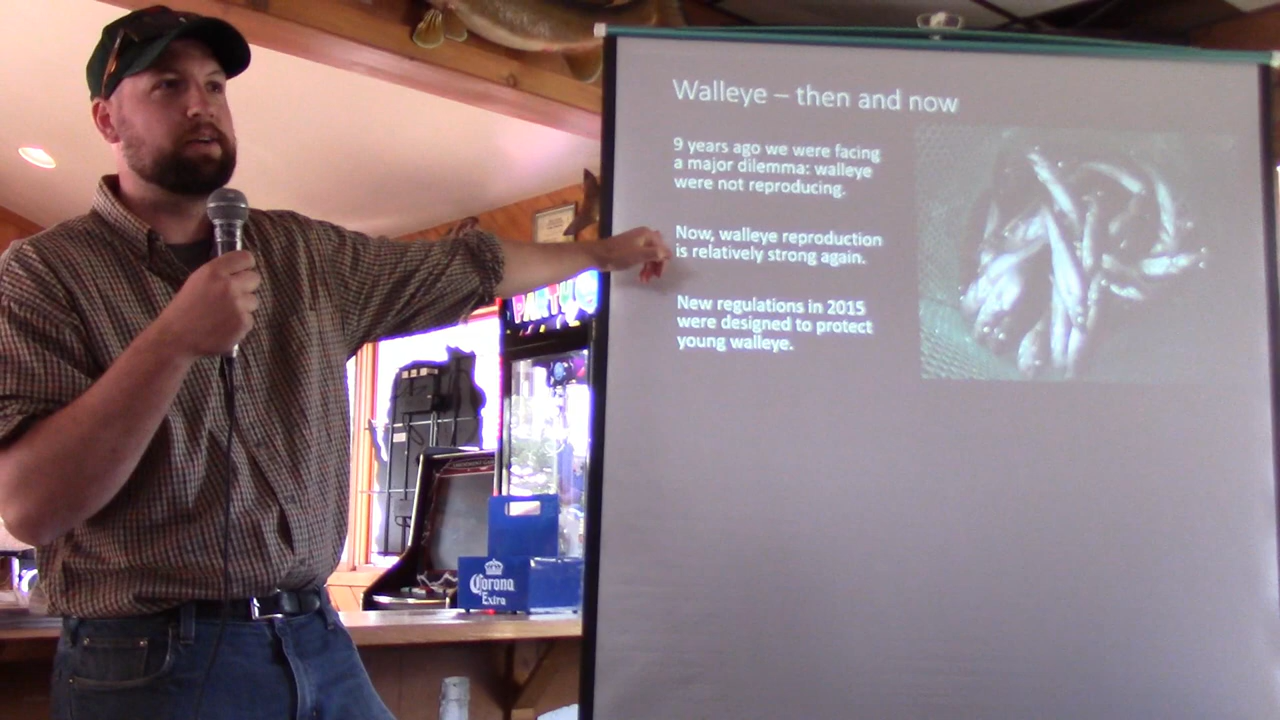 Walleye – then and now
9 years ago we were facing
a major dilemma: walleye
were not reproducing.
Now, walleye reproduction
is relatively strong again.
New regulations in 2015
were designed to protect
young walleye.
PARTY
Corona
Extra